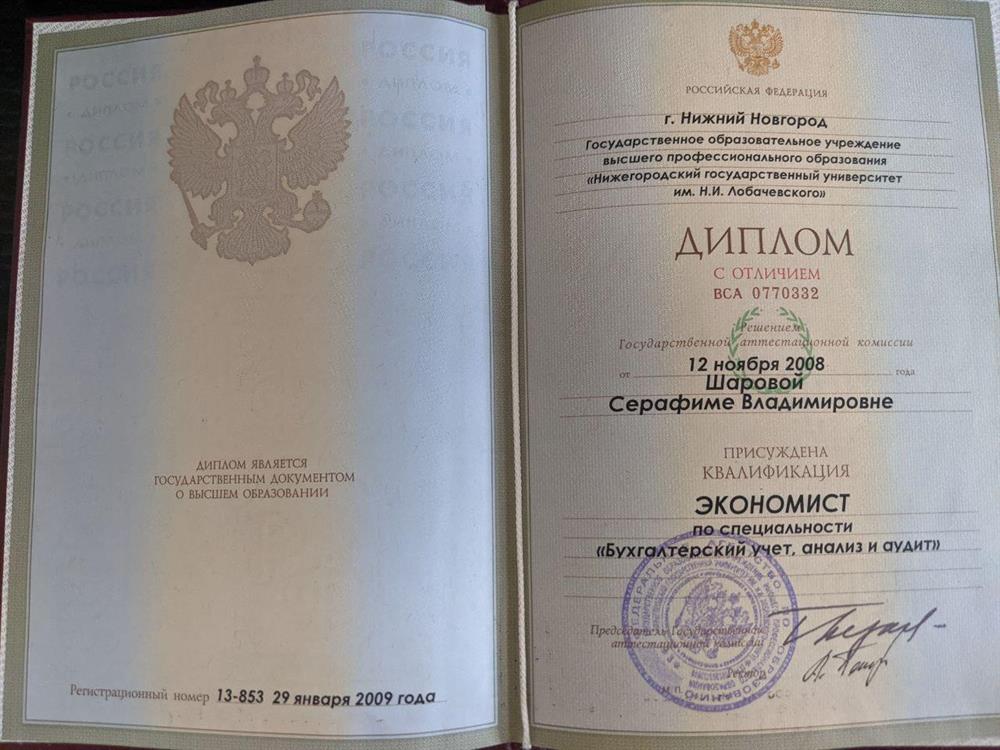 РОССИЯ
ДИПЛОМ
РОССИЯ
ДИПЛОМ
РОССИЯ
РОССИЯ
ДИПЛОМ ЯВЛЯЕТСЯ
ГОСУДАРСТВЕННЫМ ДОКУМЕНТОМ
О ВЫСШЕМ ОБРАЗОВАНИИ
Регистрационный номер 13-853 29 января 2009 года
РОССИЙСКАЯ ФЕДЕРАЦИЯ
г. Нижний Новгород
Государственное образовательное учреждение
высшего профессионального образования
«Нижегородский государственный университет
им. Н.И. Лобачевского»
ДИПЛОМ
С ОТЛИЧИЕМ
ВСА 0770332
Решением
Государственной аттестационной комиссии
от 12 ноября 2008 года
Шаровой
Серафиме Владимировне
ПРИСУЖДЕНА
КВАЛИФИКАЦИЯ
ЭКОНОМИСТ
по специальности
«Бухгалтерский учет, анализ и аудит»
Председатель Государственной
аттестационной комиссии
Ректор
М. П.